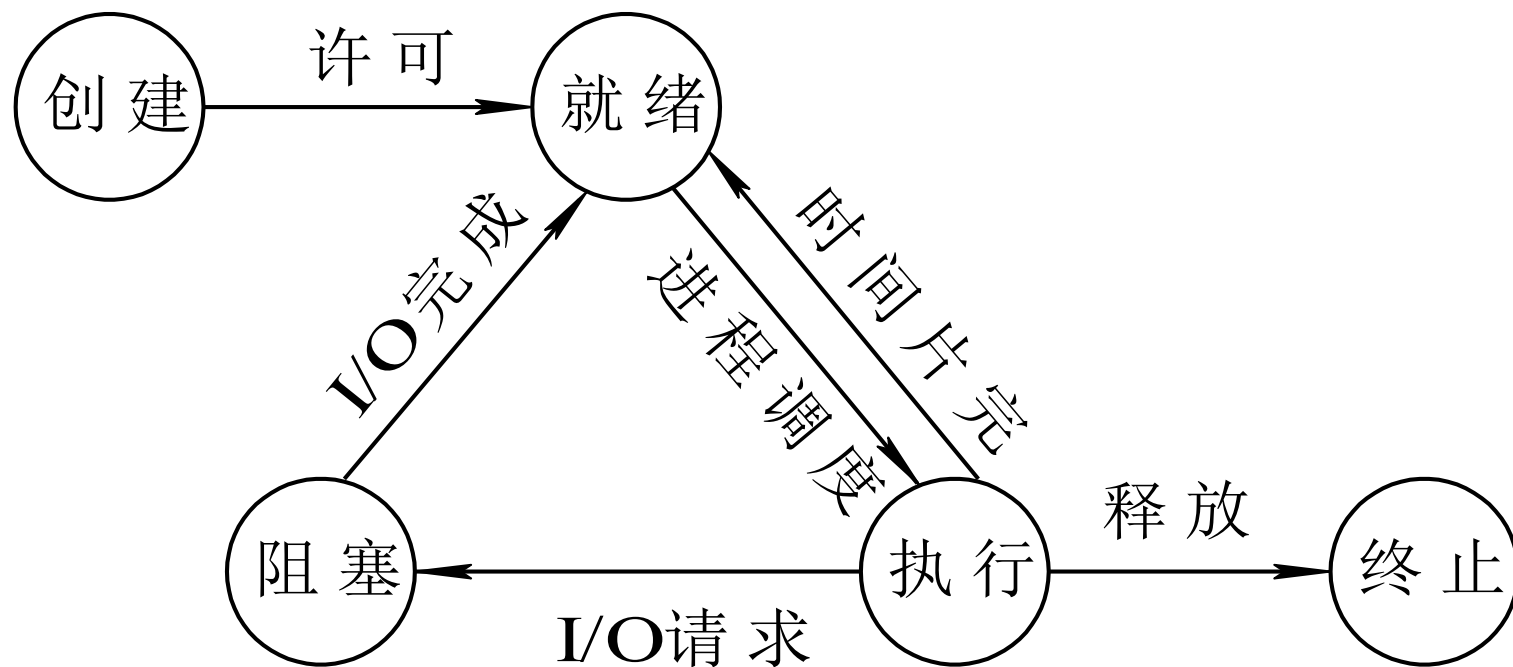 许可
创建
就绪
I/O完成
进程调度
时间片完
阻塞
执行
释放
终止
I/O请求